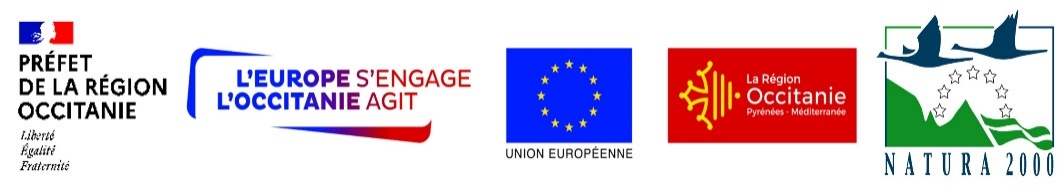 PRÉFET
DE LA RÉGION
OCCITANIE
Liberté
Égalité
Fraternité
L'EUROPE S'ENGAGE
L'OCCITANIE AGIT
UNION EUROPÉENNE
La Région
Occitanie
Pyrénées - Méditerranée
NATURA 2000